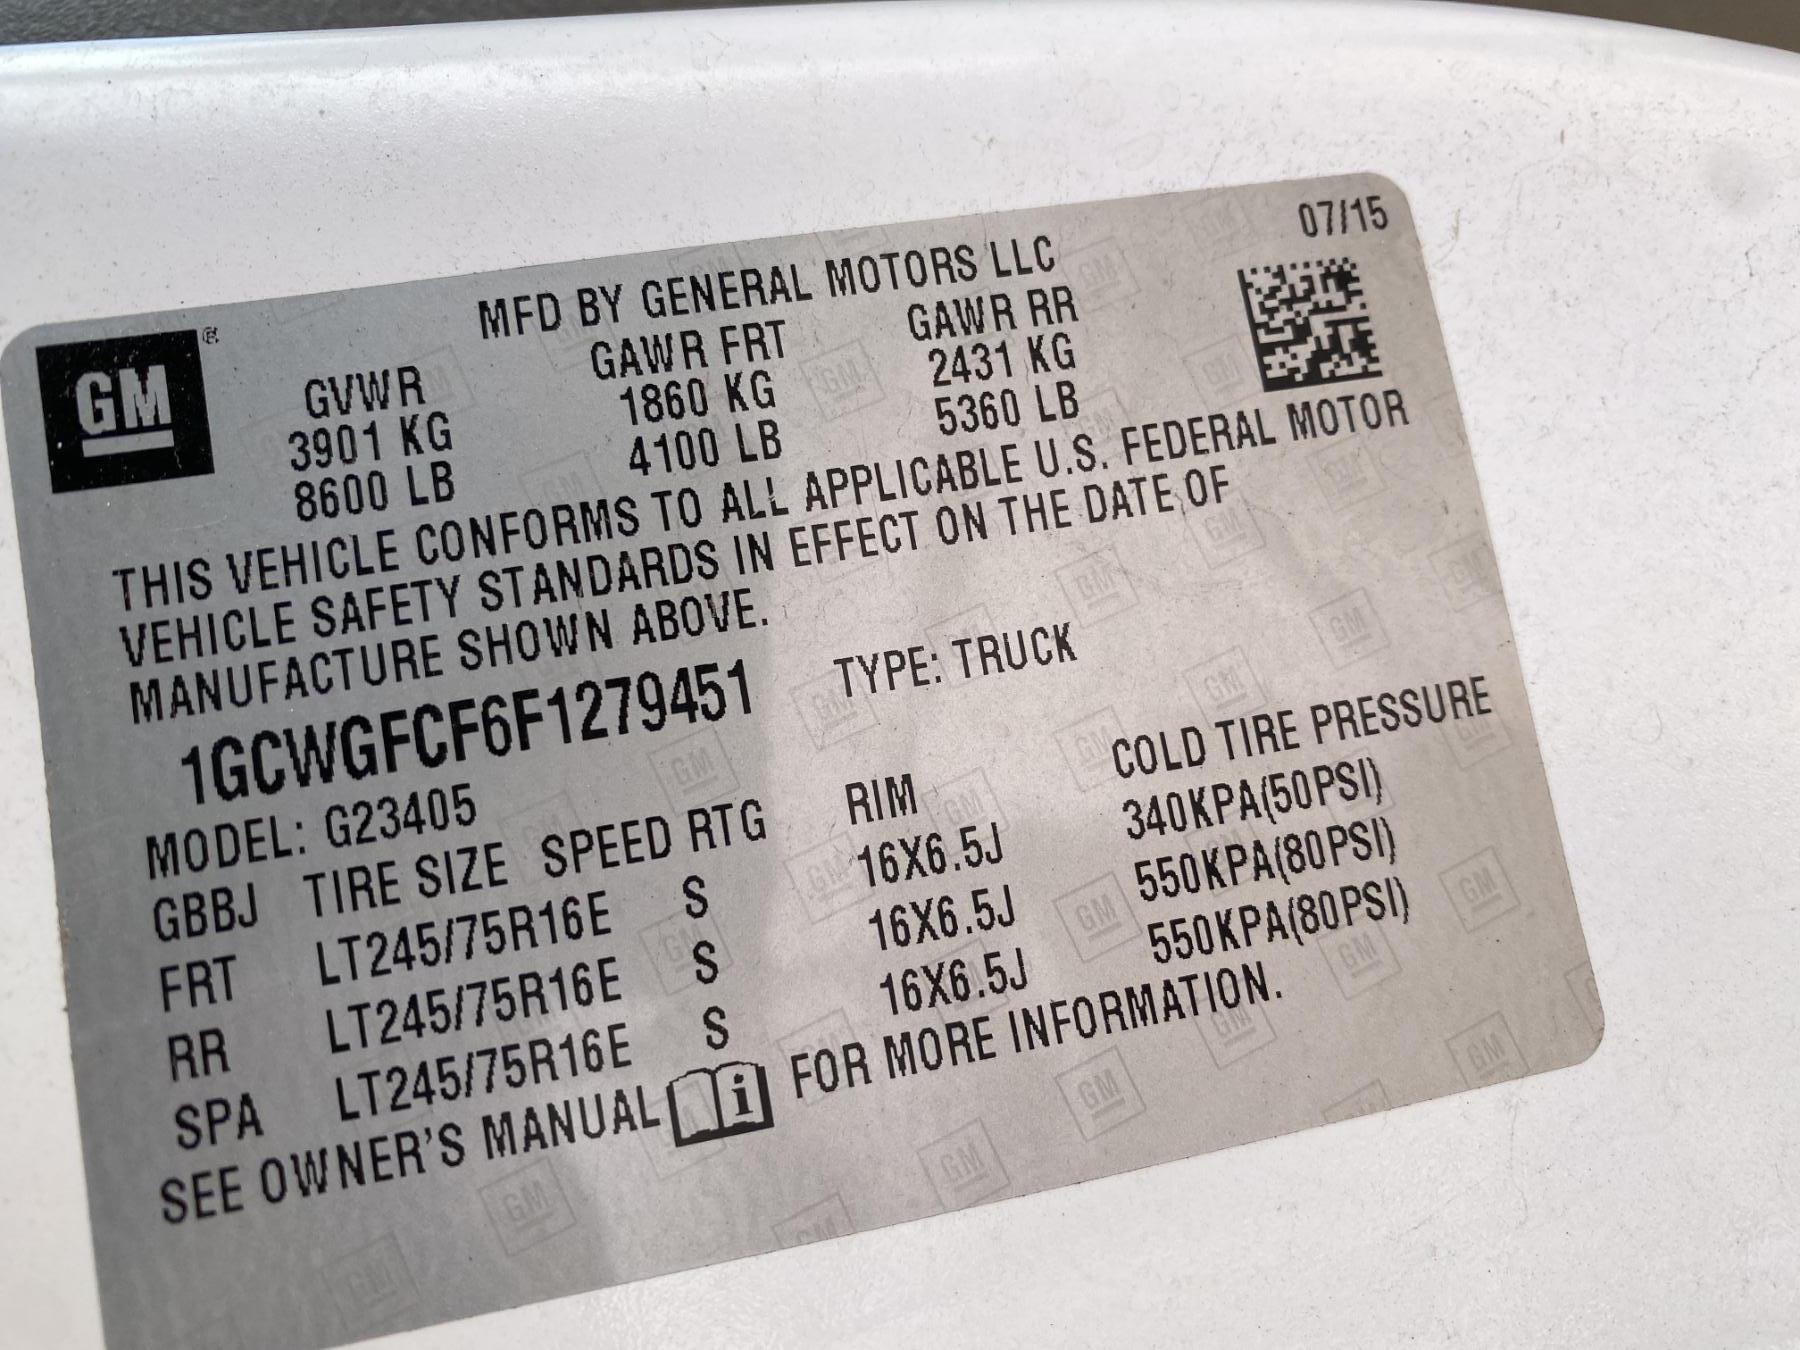 07/15
MFD BY GENERAL MOTORS LLC
GM®
GVWR GAWR FRT GAWR RR
3901 KG 1860 KG 2431 KG
8600 LB 4100 LB 5360 LB
THIS VEHICLE CONFORMS TO ALL APPLICABLE U.S. FEDERAL MOTOR
VEHICLE SAFETY STANDARDS IN EFFECT ON THE DATE OF
MANUFACTURE SHOWN ABOVE.
1GCWGFCF6F1279451 TYPE: TRUCK
MODEL: G23405
GBBJ TIRE SIZE SPEED RTG RIM COLD TIRE PRESSURE
FRT LT245/75R16E S 16X6.5J 340KPA(50PSI)
RR LT245/75R16E S 16X6.5J 550KPA(80PSI)
SPA LT245/75R16E S 16X6.5J 550KPA(80PSI)
SEE OWNER'S MANUAL i FOR MORE INFORMATION.